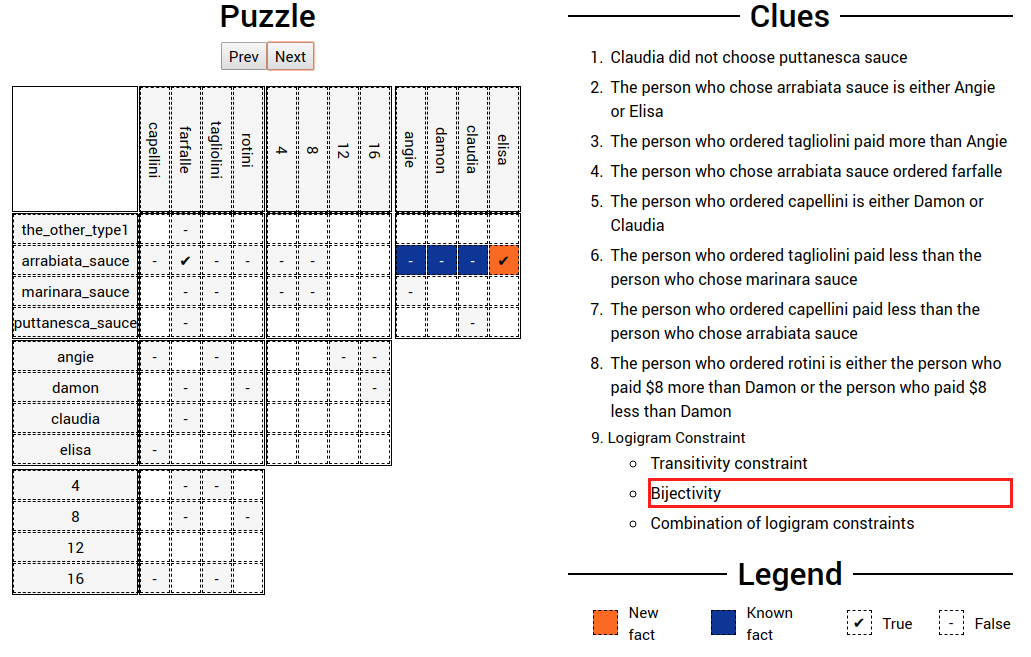 Puzzle
Prev Next
capellini farfalle tagliolini rotini 4 8 12 16 angie damon claudia elisa
the_other_type1 -
arrabiata_sauce - ✔ - - - - - - - ✔
marinara_sauce - - - - -
puttanesca_sauce - -
angie - - - -
damon - - -
claudia -
elisa -
4 - -
8 - -
12
16 - -
Clues
1. Claudia did not choose puttanesca sauce
2. The person who chose arrabiata sauce is either Angie
or Elisa
3. The person who ordered tagliolini paid more than Angie
4. The person who chose arrabiata sauce ordered farfalle
5. The person who ordered capellini is either Damon or
Claudia
6. The person who ordered tagliolini paid less than the
person who chose marinara sauce
7. The person who ordered capellini paid less than the
person who chose arrabiata sauce
8. The person who ordered rotini is either the person who
paid $8 more than Damon or the person who paid $8
less than Damon
9. Logigram Constraint
Transitivity constraint
Bijectivity
Combination of logigram constraints
Legend
New
fact
Known
fact
✔ True
- False